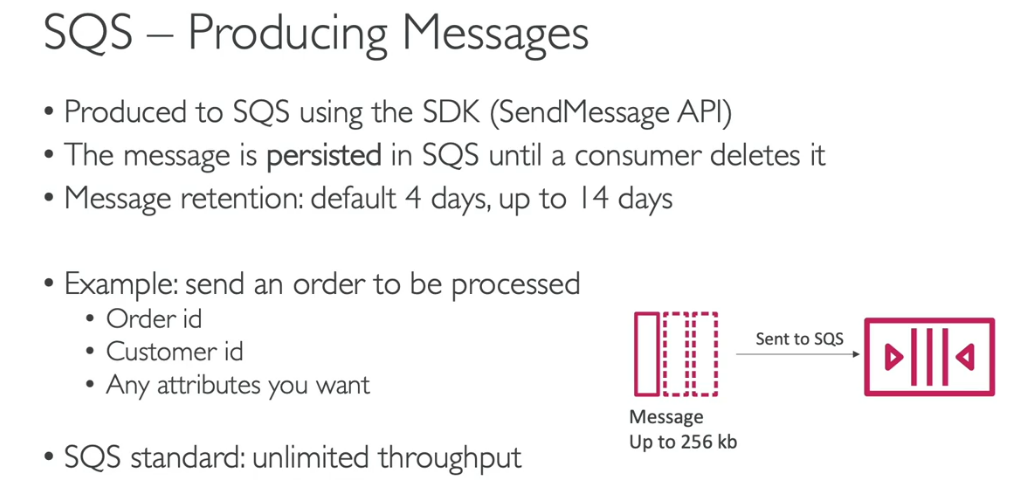 SQS – Producing Messages
• Produced to SQS using the SDK (SendMessage API)
• The message is persisted in SQS until a consumer deletes it
• Message retention: default 4 days, up to 14 days
• Example: send an order to be processed
• Order id
• Customer id
• Any attributes you want
• SQS standard: unlimited throughput
Sent to SQS
Message
Up to 256 kb